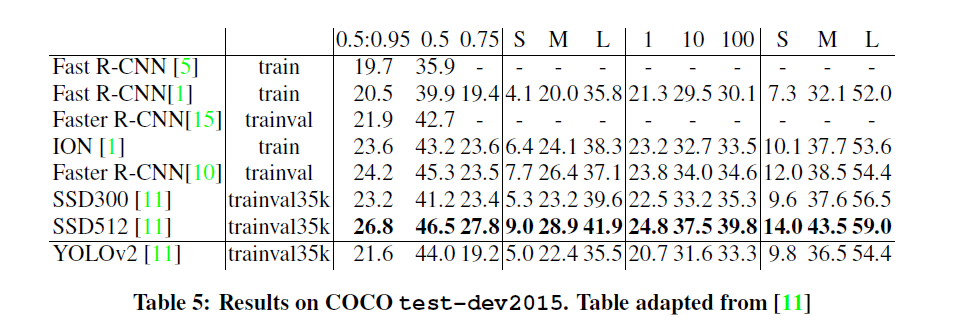 0.5:0.95 0.5 0.75 S M L 1 10 100 S M L
Fast R-CNN [5] train 19.7 35.9 - - - - - - - - - -
Fast R-CNN[1] train 20.5 39.9 19.4 4.1 20.0 35.8 21.3 29.5 30.1 7.3 32.1 52.0
Faster R-CNN[15] trainval 21.9 42.7 - - - - - - - - - -
ION [1] train 23.6 43.2 23.6 6.4 24.1 38.3 23.2 32.7 33.5 10.1 37.7 53.6
Faster R-CNN[10] trainval 24.2 45.3 23.5 7.7 26.4 37.1 23.8 34.0 34.6 12.0 38.5 54.4
SSD300 [11] trainval35k 23.2 41.2 23.4 5.3 23.2 39.6 22.5 33.2 35.3 9.6 37.6 56.5
SSD512 [11] trainval35k 26.8 46.5 27.8 9.0 28.9 41.9 24.8 37.5 39.8 14.0 43.5 59.0
YOLOv2 [11] trainval35k 21.6 44.0 19.2 5.0 22.4 35.5 20.7 31.6 33.3 9.8 36.5 54.4
Table 5: Results on COCO test-dev2015. Table adapted from [11]